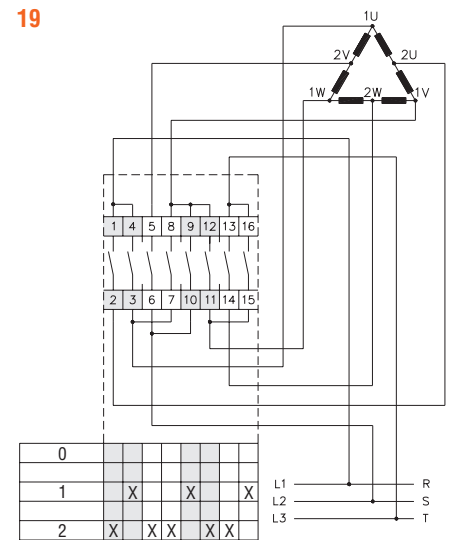 19
1U
2V 2U
1W 2W 1V
1 4 5 8 9 12 13 16
2 3 6 7 10 11 14 15
0
1 X X X
2 X X X X X
L1 R
L2 S
L3 T